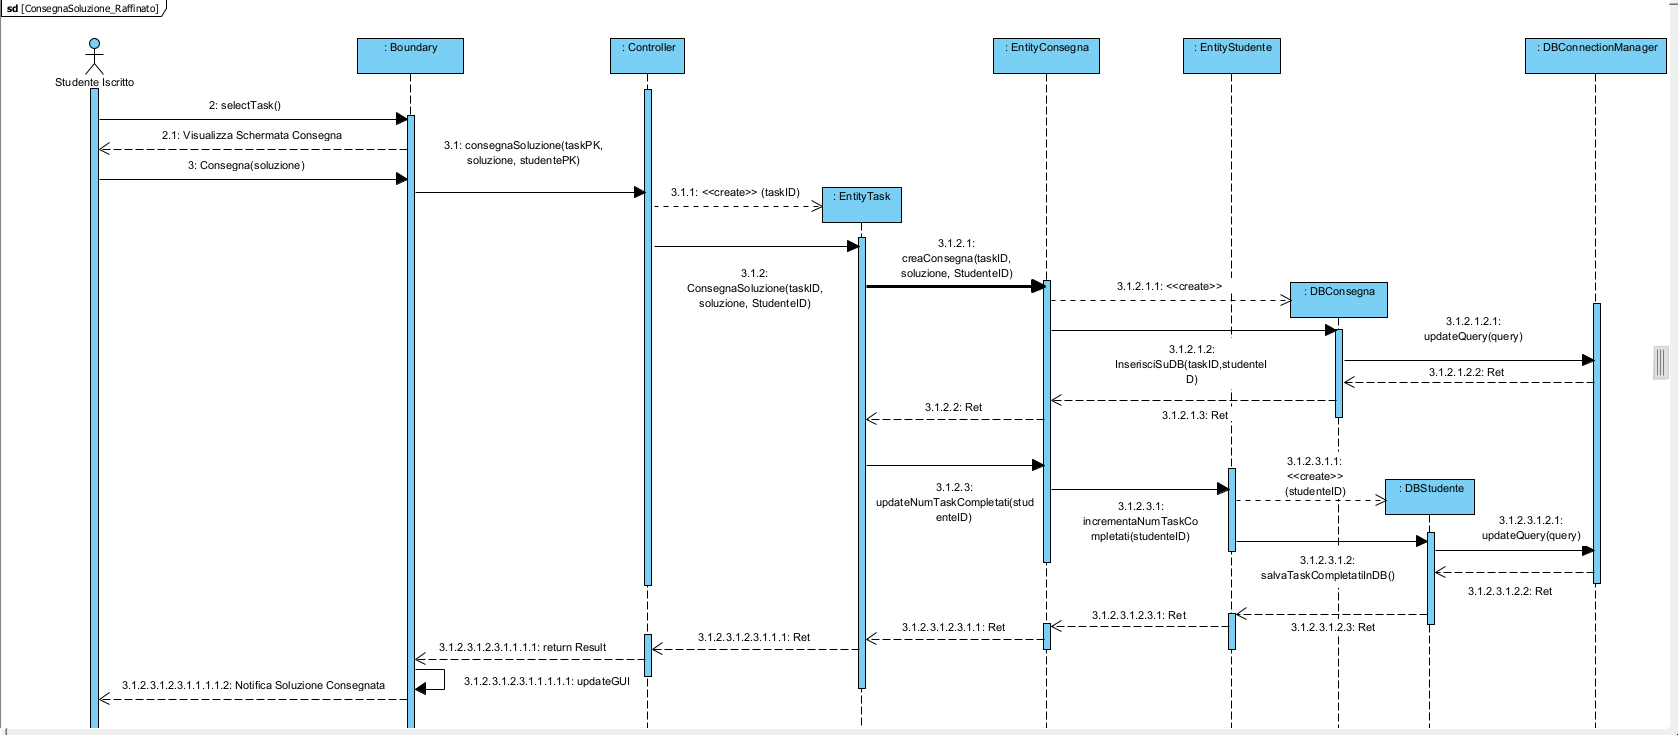 sd [ConsegnaSoluzione_Raffinato]
: Boundary
: Controller
: EntityConsegna
: EntityStudente
: DBConnectionManager
Studente Iscritto
2: selectTask()
2.1: Visualizza Schermata Consegna
3: Consegna(soluzione)
3.1: consegnaSoluzione(taskPK,
soluzione, studentePK)
3.1.1: <<create>> (taskID)
: EntityTask
3.1.2:
ConsegnaSoluzione(taskID,
soluzione, StudenteID)
3.1.2.1:
creaConsegna(taskID,
soluzione, StudenteID)
3.1.2.1.1: <<create>>
: DBConsegna
3.1.2.1.2:
InserisciSuDB(taskID,studenteI
D)
3.1.2.1.2.1:
updateQuery(query)
3.1.2.1.2.2: Ret
3.1.2.1.3: Ret
3.1.2.2: Ret
3.1.2.3:
updateNumTaskCompletati(stud
enteID)
3.1.2.3.1:
incrementaNumTaskCo
mpletati(studenteID)
3.1.2.3.1.1:
<<create>>
(studenteID)
: DBStudente
3.1.2.3.1.2:
salvaTaskCompletatiInDB()
3.1.2.3.1.2.1:
updateQuery(query)
3.1.2.3.1.2.2: Ret
3.1.2.3.1.2.3: Ret
3.1.2.3.1.2.3.1: Ret
3.1.2.3.1.2.3.1.1: Ret
3.1.2.3.1.2.3.1.1.1: Ret
3.1.2.3.1.2.3.1.1.1.1: return Result
3.1.2.3.1.2.3.1.1.1.1.1: updateGUI
3.1.2.3.1.2.3.1.1.1.1.2: Notifica Soluzione Consegnata